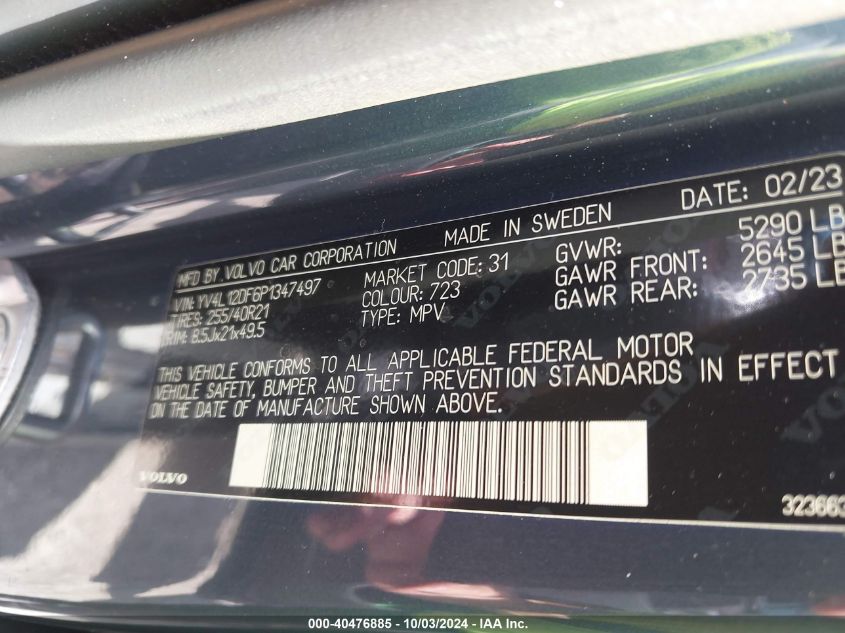 MFD BY. VOLVO CAR CORPORATION MADE IN SWEDEN DATE: 02/23
VIN: YV4L12DF6P1347497 MARKET CODE: 31 GVWR: 5290 LB
TIRES: 255/40R21 COLOUR: 723 GAWR FRONT: 2645 LB
RIM: 8.5Jx21x49.5 TYPE: MPV GAWR REAR: 2735 LB
THIS VEHICLE CONFORMS TO ALL APPLICABLE FEDERAL MOTOR
VEHICLE SAFETY, BUMPER AND THEFT PREVENTION STANDARDS IN EFFECT
ON THE DATE OF MANUFACTURE SHOWN ABOVE.
VOLVO 323663
000-40476885 - 10/03/2024 - IAA Inc.